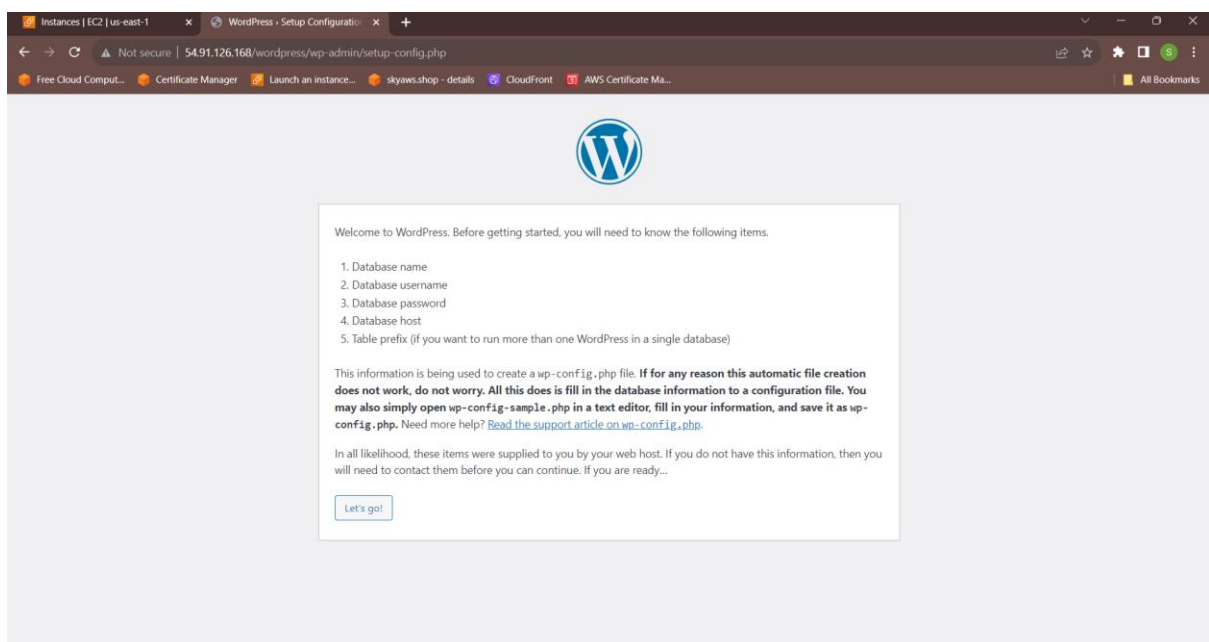 Instances | EC2 | us-east-1
WordPress › Setup Configuratio
Not secure | 54.91.126.168/wordpress/wp-admin/setup-config.php
Free Cloud Comput... Certificate Manager Launch an instance... skyaws.shop - details CloudFront AWS Certificate Ma... All Bookmarks
S
W
Welcome to WordPress. Before getting started, you will need to know the following items.
1. Database name
2. Database username
3. Database password
4. Database host
5. Table prefix (if you want to run more than one WordPress in a single database)
This information is being used to create a wp-config.php file. If for any reason this automatic file creation
does not work, do not worry. All this does is fill in the database information to a configuration file. You
may also simply open wp-config-sample.php in a text editor, fill in your information, and save it as wp-
config.php. Need more help? Read the support article on wp-config.php.
In all likelihood, these items were supplied to you by your web host. If you do not have this information, then you
will need to contact them before you can continue. If you are ready...
Let's go!